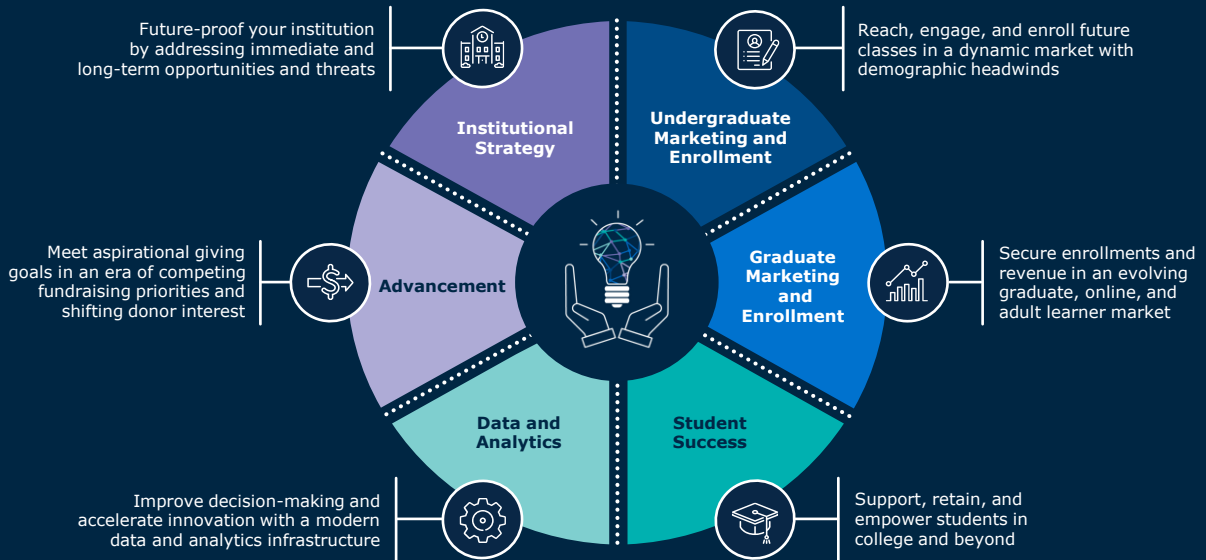 Future-proof your institution
by addressing immediate and
long-term opportunities and threats
Institutional
Strategy
Reach, engage, and enroll future
classes in a dynamic market with
demographic headwinds
Undergraduate
Marketing and
Enrollment
Meet aspirational giving
goals in an era of competing
fundraising priorities and
shifting donor interest
Advancement
Graduate
Marketing
and
Enrollment
Secure enrollments and
revenue in an evolving
graduate, online, and
adult learner market
Data and
Analytics
Improve decision-making and
accelerate innovation with a modern
data and analytics infrastructure
Student
Success
Support, retain, and
empower students in
college and beyond